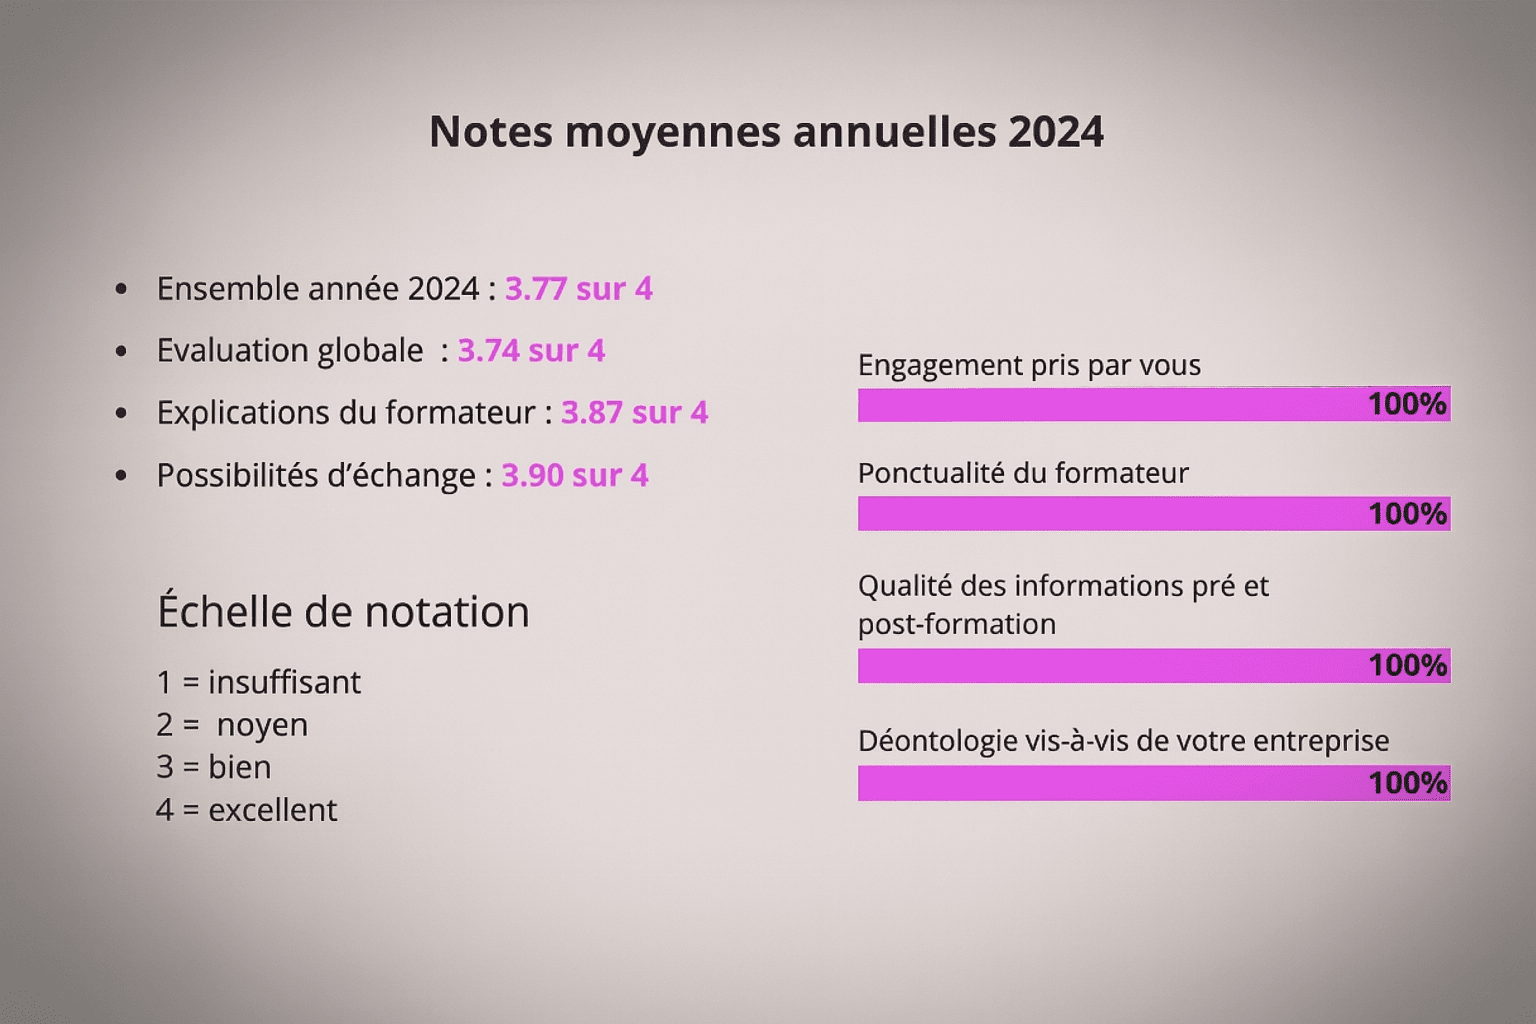 Notes moyennes annuelles 2024
• Ensemble année 2024 : 3.77 sur 4
• Evaluation globale  : 3.74 sur 4
• Explications du formateur : 3.87 sur 4
• Possibilités d’échange : 3.90 sur 4
Échelle de notation
1 = insuffisant
2 =  noyen
3 = bien
4 = excellent
Engagement pris par vous
100%
Ponctualité du formateur
100%
Qualité des informations pré et
post-formation
100%
Déontologie vis-à-vis de votre entreprise
100%